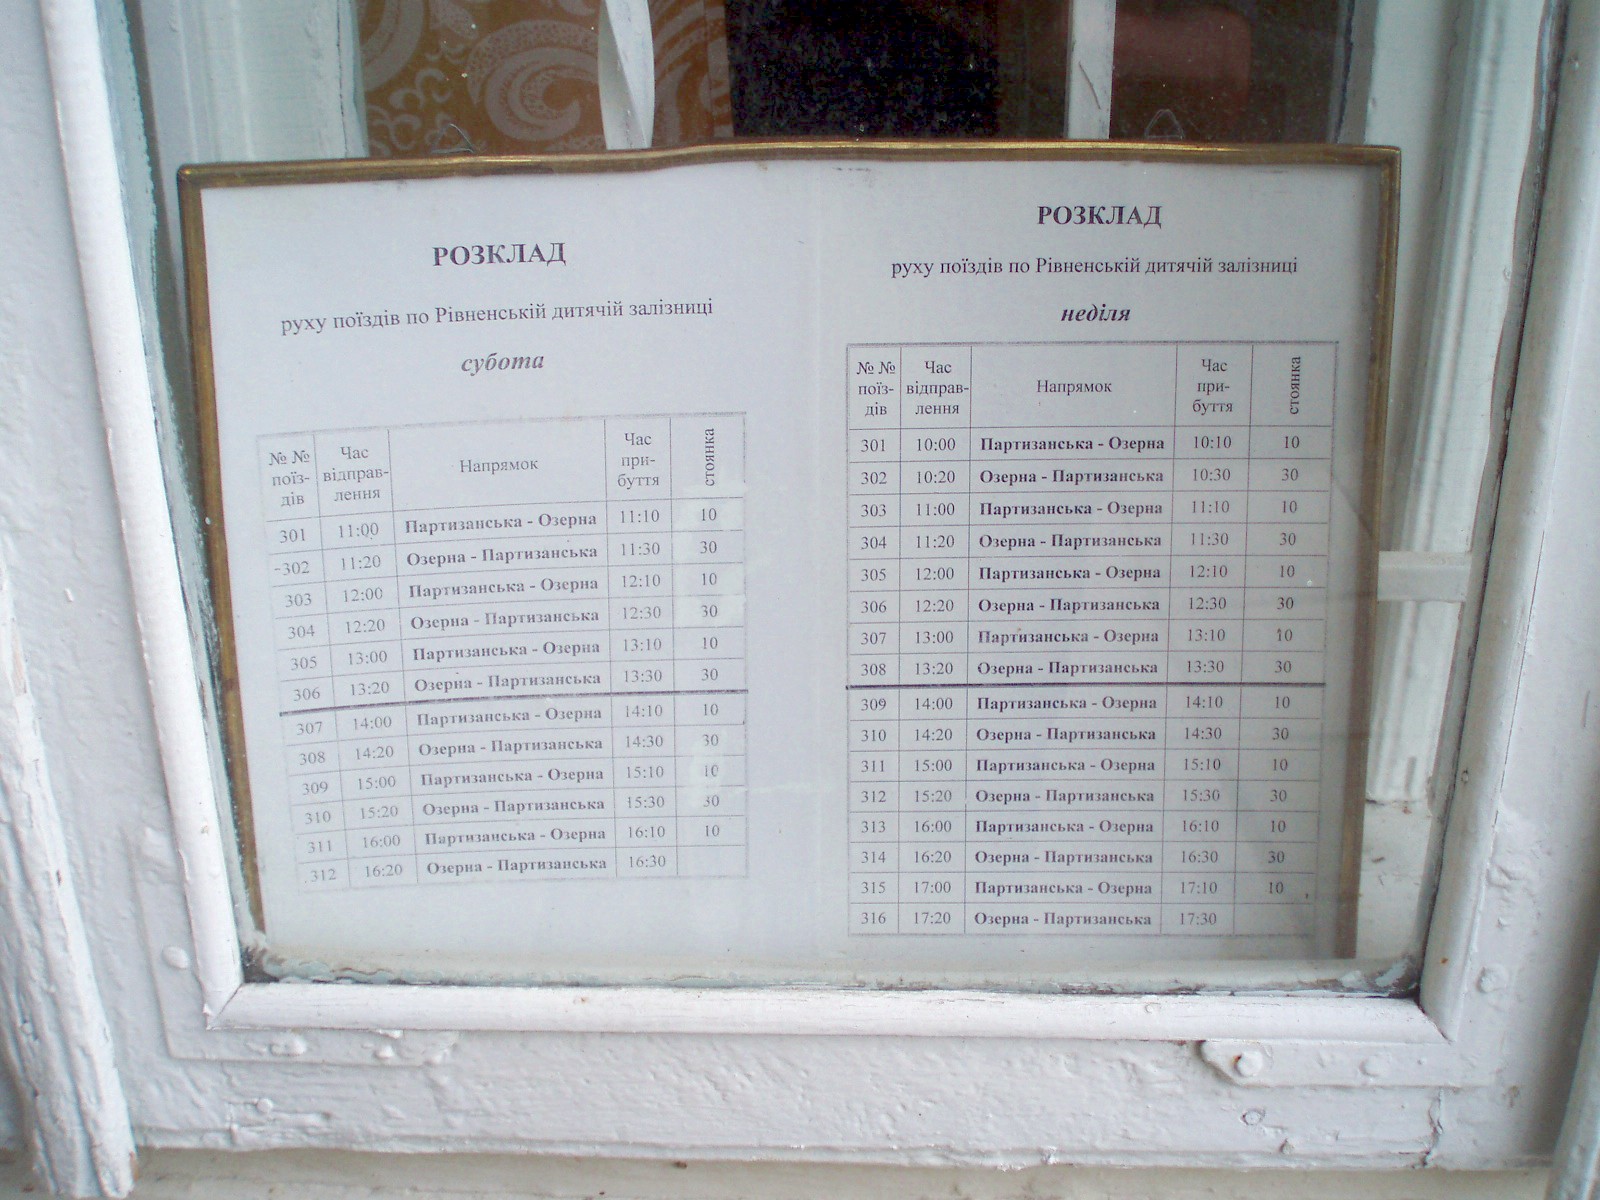 РОЗКЛАД
руху поїздів по Рівненській дитячій залізниці
субота
№ № поїз-дів Час відправ-лення Напрямок Час при-буття стоянка
301 11:00 Партизанська - Озерна 11:10 10
302 11:20 Озерна - Партизанська 11:30 30
303 12:00 Партизанська - Озерна 12:10 10
304 12:20 Озерна - Партизанська 12:30 30
305 13:00 Партизанська - Озерна 13:10 10
306 13:20 Озерна - Партизанська 13:30 30
307 14:00 Партизанська - Озерна 14:10 10
308 14:20 Озерна - Партизанська 14:30 30
309 15:00 Партизанська - Озерна 15:10 10
310 15:20 Озерна - Партизанська 15:30 30
311 16:00 Партизанська - Озерна 16:10 10
312 16:20 Озерна - Партизанська 16:30
РОЗКЛАД
руху поїздів по Рівненській дитячій залізниці
неділя
№ № поїз-дів Час відправ-лення Напрямок Час при-буття стоянка
301 10:00 Партизанська - Озерна 10:10 10
302 10:20 Озерна - Партизанська 10:30 30
303 11:00 Партизанська - Озерна 11:10 10
304 11:20 Озерна - Партизанська 11:30 30
305 12:00 Партизанська - Озерна 12:10 10
306 12:20 Озерна - Партизанська 12:30 30
307 13:00 Партизанська - Озерна 13:10 10
308 13:20 Озерна - Партизанська 13:30 30
309 14:00 Партизанська - Озерна 14:10 10
310 14:20 Озерна - Партизанська 14:30 30
311 15:00 Партизанська - Озерна 15:10 10
312 15:20 Озерна - Партизанська 15:30 30
313 16:00 Партизанська - Озерна 16:10 10
314 16:20 Озерна - Партизанська 16:30 30
315 17:00 Партизанська - Озерна 17:10 10
316 17:20 Озерна - Партизанська 17:30